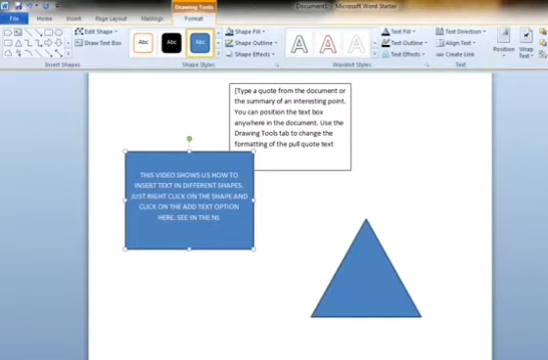 Document1 - Microsoft Word Starter
Drawing Tools
File Home Insert Page Layout Mailings Format
Edit Shape
Draw Text Box
Insert Shapes
Abc Abc Abc
Shape Fill
Shape Outline
Shape Effects
Shape Styles
A A A
Text Fill
Text Outline
Text Effects
WordArt Styles
Text Direction
Align Text
Create Link
Text
Position Wrap
Text
[Type a quote from the document or
the summary of an interesting point.
You can position the text box
anywhere in the document. Use the
Drawing Tools tab to change the
formatting of the pull quote text
THIS VIDEO SHOWS US HOW TO
INSERT TEXT IN DIFFERENT SHAPES.
JUST RIGHT CLICK ON THE SHAPE AND
CLICK ON THE ADD TEXT OPTION
HERE. SEE IN THE